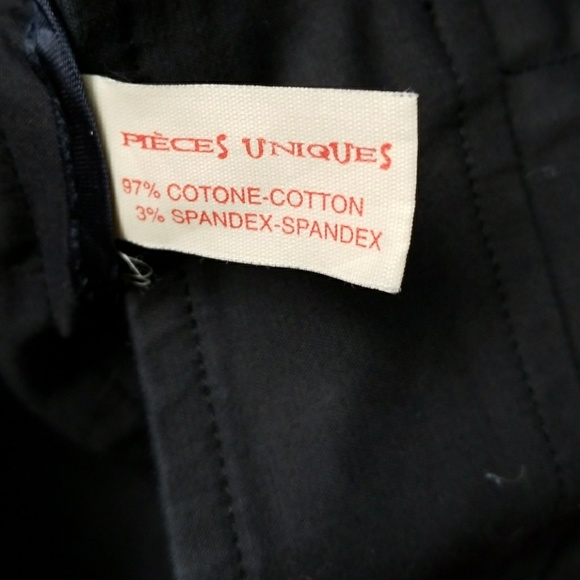 PIÈCES UNIQUES
97% COTONE-COTTON
3% SPANDEX-SPANDEX